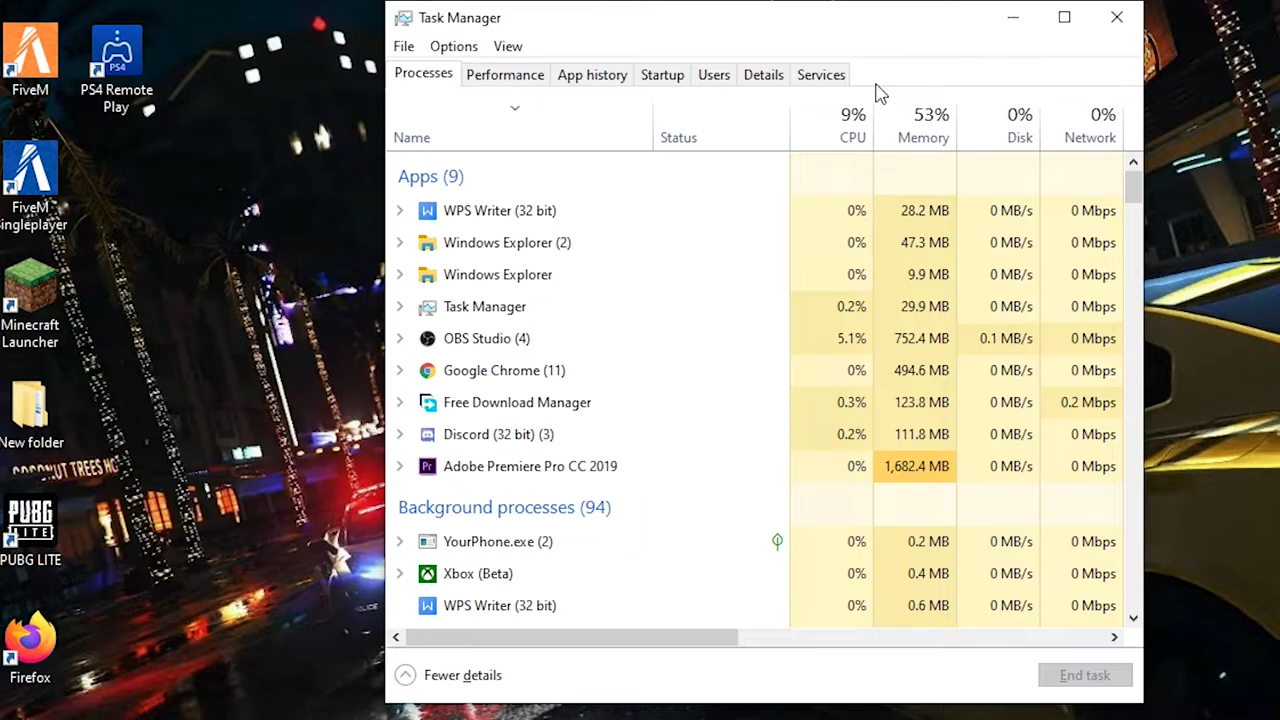 FiveM
PS4
PS4 Remote
Play
FiveM
ingleplayer
Minecraft
Launcher
New folder
COCONUT TREES HO
PUBG
LITE
PUBG LITE
Firefox
POLICE
Task Manager
File Options View
Processes Performance App history Startup Users Details Services
9% 53% 0% 0%
Name Status CPU Memory Disk Network
Apps (9)
W WPS Writer (32 bit) 0% 28.2 MB 0 MB/s 0 Mbps
Windows Explorer (2) 0% 47.3 MB 0 MB/s 0 Mbps
Windows Explorer 0% 9.9 MB 0 MB/s 0 Mbps
Task Manager 0.2% 29.9 MB 0 MB/s 0 Mbps
OBS Studio (4) 5.1% 752.4 MB 0.1 MB/s 0 Mbps
Google Chrome (11) 0% 494.6 MB 0 MB/s 0 Mbps
Free Download Manager 0.3% 123.8 MB 0 MB/s 0.2 Mbps
Discord (32 bit) (3) 0.2% 111.8 MB 0 MB/s 0 Mbps
Pr Adobe Premiere Pro CC 2019 0% 1,682.4 MB 0 MB/s 0 Mbps
Background processes (94)
YourPhone.exe (2) 0% 0.2 MB 0 MB/s 0 Mbps
Xbox (Beta) 0% 0.4 MB 0 MB/s 0 Mbps
W WPS Writer (32 bit) 0% 0.6 MB 0 MB/s 0 Mbps
Fewer details End task